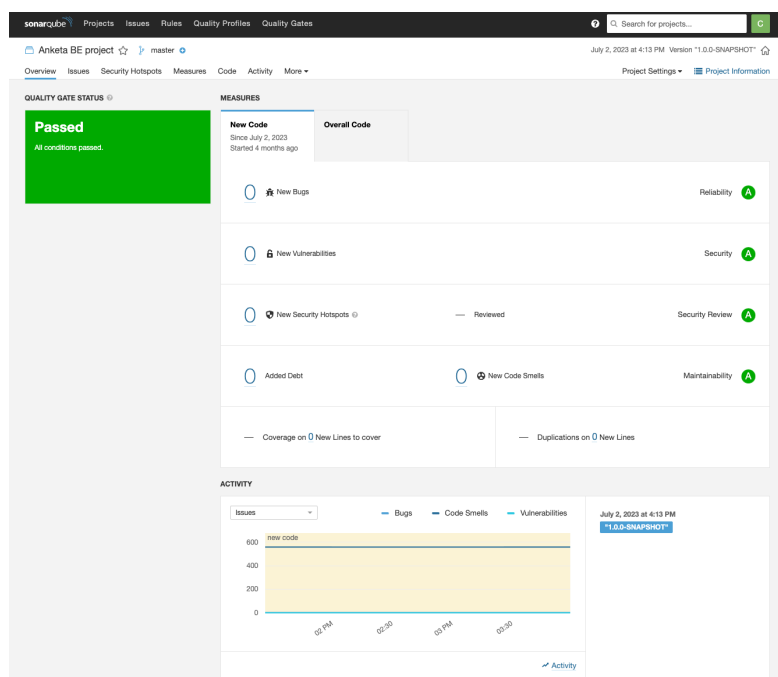 sonarqube Projects Issues Rules Quality Profiles Quality Gates Search for projects... C
Anketa BE project master July 2, 2023 at 4:13 PM Version "1.0.0-SNAPSHOT"
Overview Issues Security Hotspots Measures Code Activity More Project Settings Project Information
QUALITY GATE STATUS
Passed
All conditions passed.
MEASURES
New Code
Since July 2, 2023
Started 4 months ago
Overall Code
0 New Bugs Reliability A
0 New Vulnerabilities Security A
0 New Security Hotspots — Reviewed Security Review A
0 Added Debt 0 New Code Smells Maintainability A
— Coverage on 0 New Lines to cover — Duplications on 0 New Lines
ACTIVITY
Issues Bugs Code Smells Vulnerabilities
new code
600
400
200
0
02 PM 02:30 03 PM 03:30
Activity
July 2, 2023 at 4:13 PM
"1.0.0-SNAPSHOT"